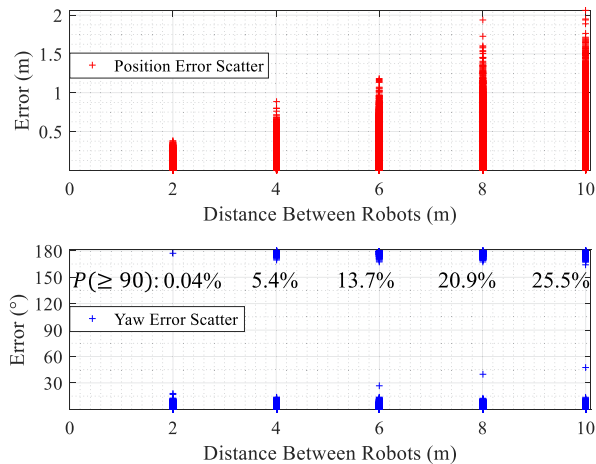 2
1.5
1
0.5
Error (m)
+ Position Error Scatter
0 2 4 6 8 10
Distance Between Robots (m)
180
150
120
90
60
30
Error (°)
P(≥ 90): 0.04% 5.4% 13.7% 20.9% 25.5%
+ Yaw Error Scatter
0 2 4 6 8 10
Distance Between Robots (m)